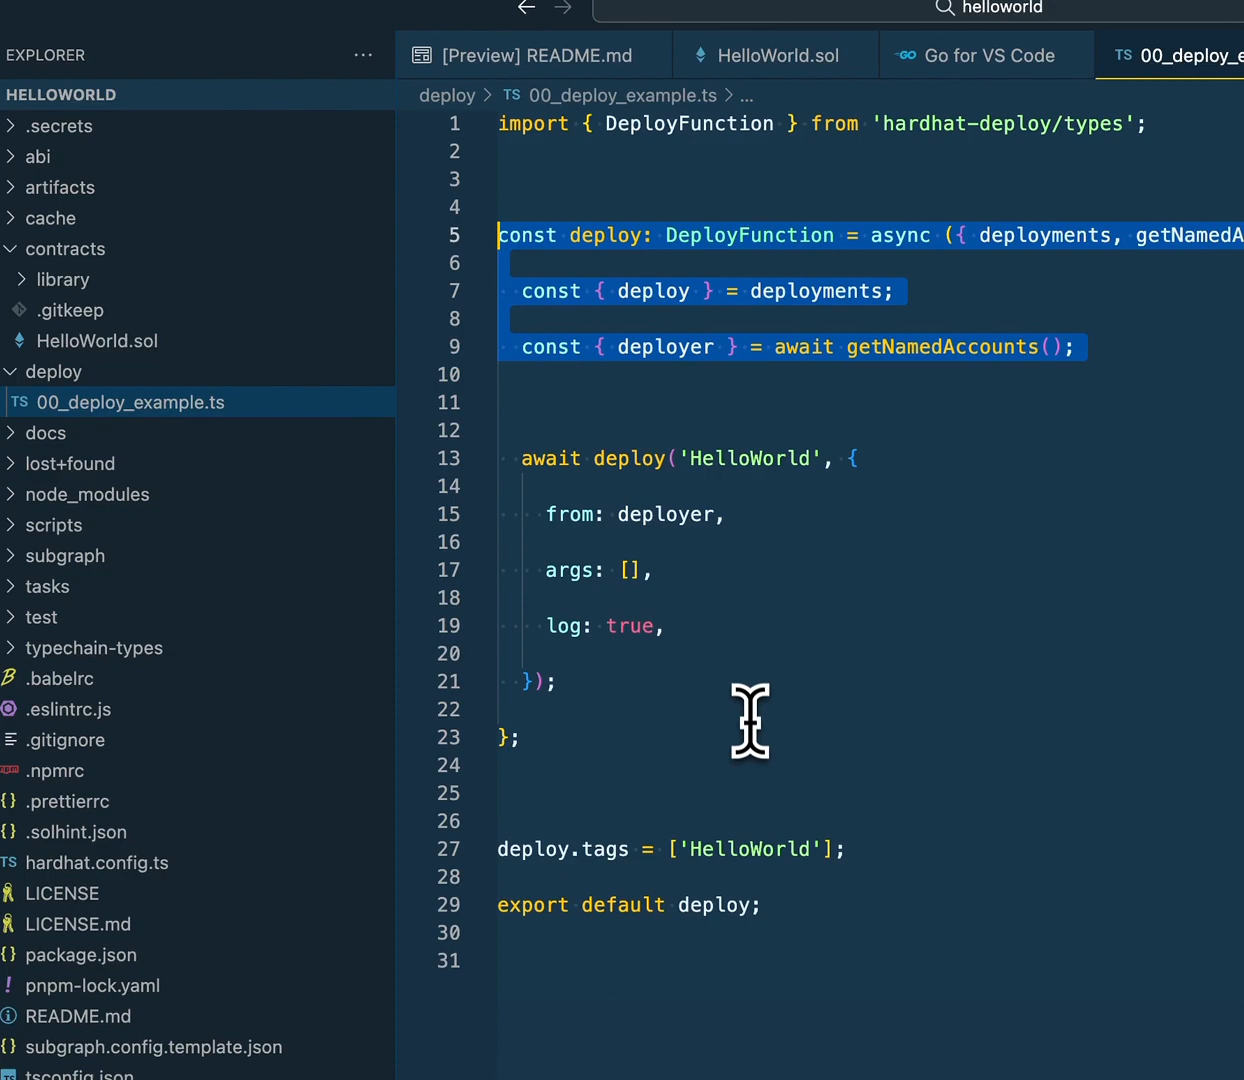 helloworld
EXPLORER
[Preview] README.md
HelloWorld.sol
GO Go for VS Code
TS 00_deploy_e
HELLOWORLD
.secrets
abi
artifacts
cache
contracts
library
.gitkeep
HelloWorld.sol
deploy
TS 00_deploy_example.ts
docs
lost+found
node_modules
scripts
subgraph
tasks
test
typechain-types
.babelrc
.eslintrc.js
.gitignore
npm .npmrc
{} .prettierrc
{} .solhint.json
TS hardhat.config.ts
LICENSE
LICENSE.md
{} package.json
! pnpm-lock.yaml
README.md
{} subgraph.config.template.json
tsconfig.json
deploy > TS 00_deploy_example.ts > ...
1 import { DeployFunction } from 'hardhat-deploy/types';
2
3
4
5 const deploy: DeployFunction = async ({ deployments, getNamedA
6
7 const { deploy } = deployments;
8
9 const { deployer } = await getNamedAccounts();
10
11
12
13 await deploy('HelloWorld', {
14
15 from: deployer,
16
17 args: [],
18
19 log: true,
20
21 });
22
23 };
24
25
26
27 deploy.tags = ['HelloWorld'];
28
29 export default deploy;
30
31